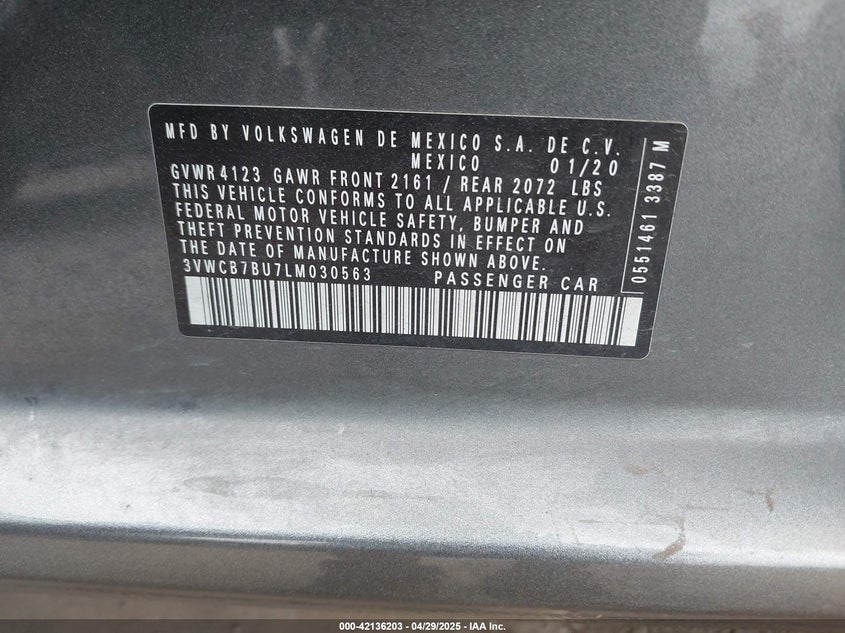 MFD BY VOLKSWAGEN DE MEXICO S.A. DE C.V.
MEXICO 01/20
GVWR 4123 GAWR FRONT 2161 / REAR 2072 LBS
THIS VEHICLE CONFORMS TO ALL APPLICABLE U.S.
FEDERAL MOTOR VEHICLE SAFETY, BUMPER AND
THEFT PREVENTION STANDARDS IN EFFECT ON
THE DATE OF MANUFACTURE SHOWN ABOVE.
3VWCB7BU7LM030563 PASSENGER CAR
0551461 3387 M
000-42136203 - 04/29/2025 - IAA Inc.